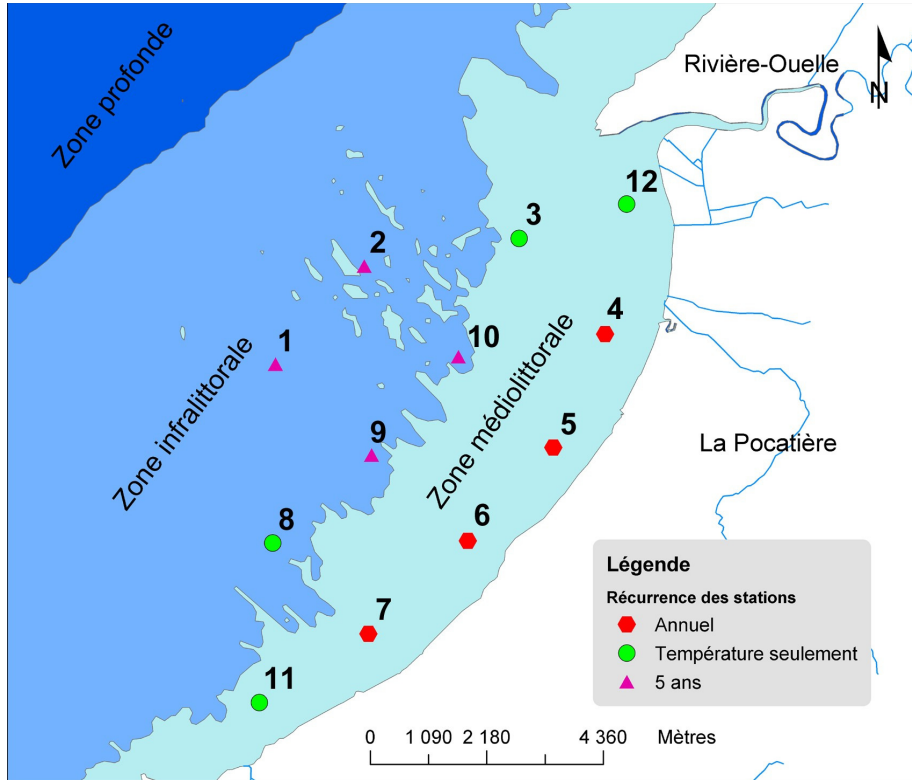 Zone profonde
Rivière-Ouelle
N
12
3
2
4
10
1
Zone infralittorale
Zone médiolittorale
5
La Pocatière
9
8
6
7
11
Légende
Récurrence des stations
Annuel
Température seulement
5 ans
0 1 090 2 180 4 360 Mètres